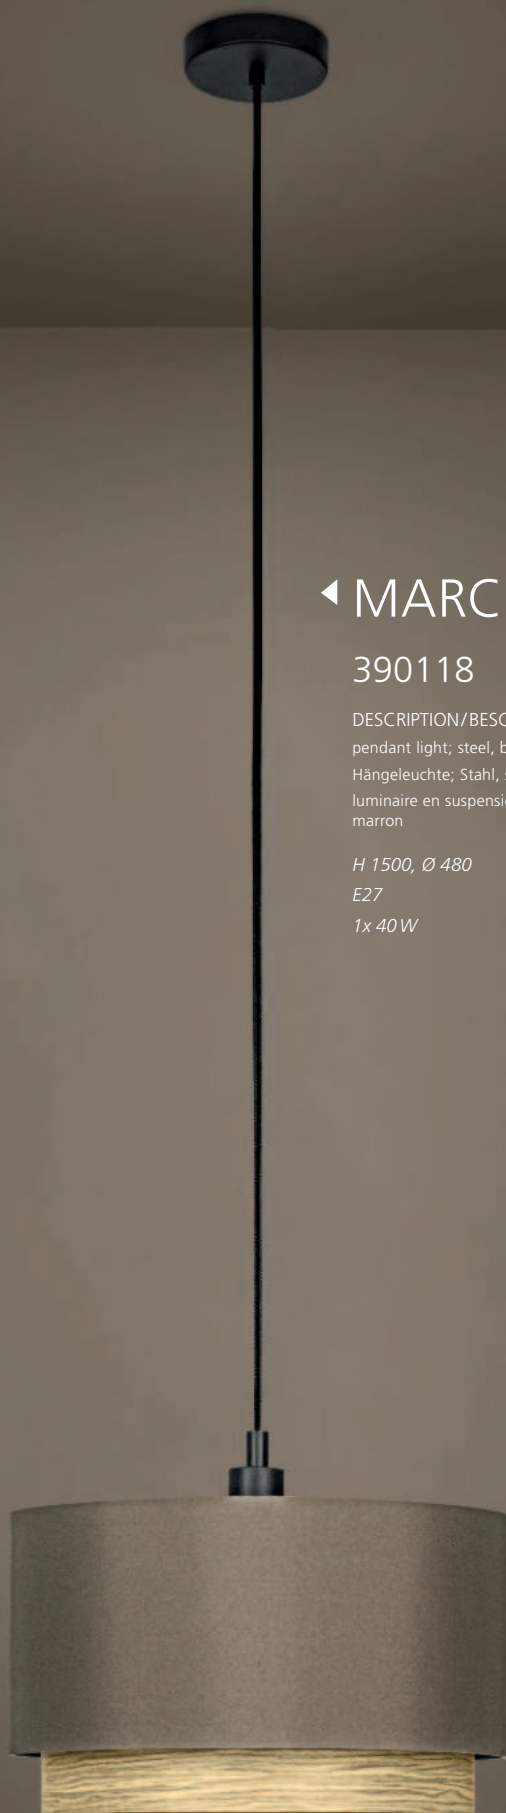 MARC
390118
DESCRIPTION/BESC
pendant light; steel, b
Hängeleuchte; Stahl, s
luminaire en suspensi
marron
H 1500, Ø 480
E27
1x 40 W